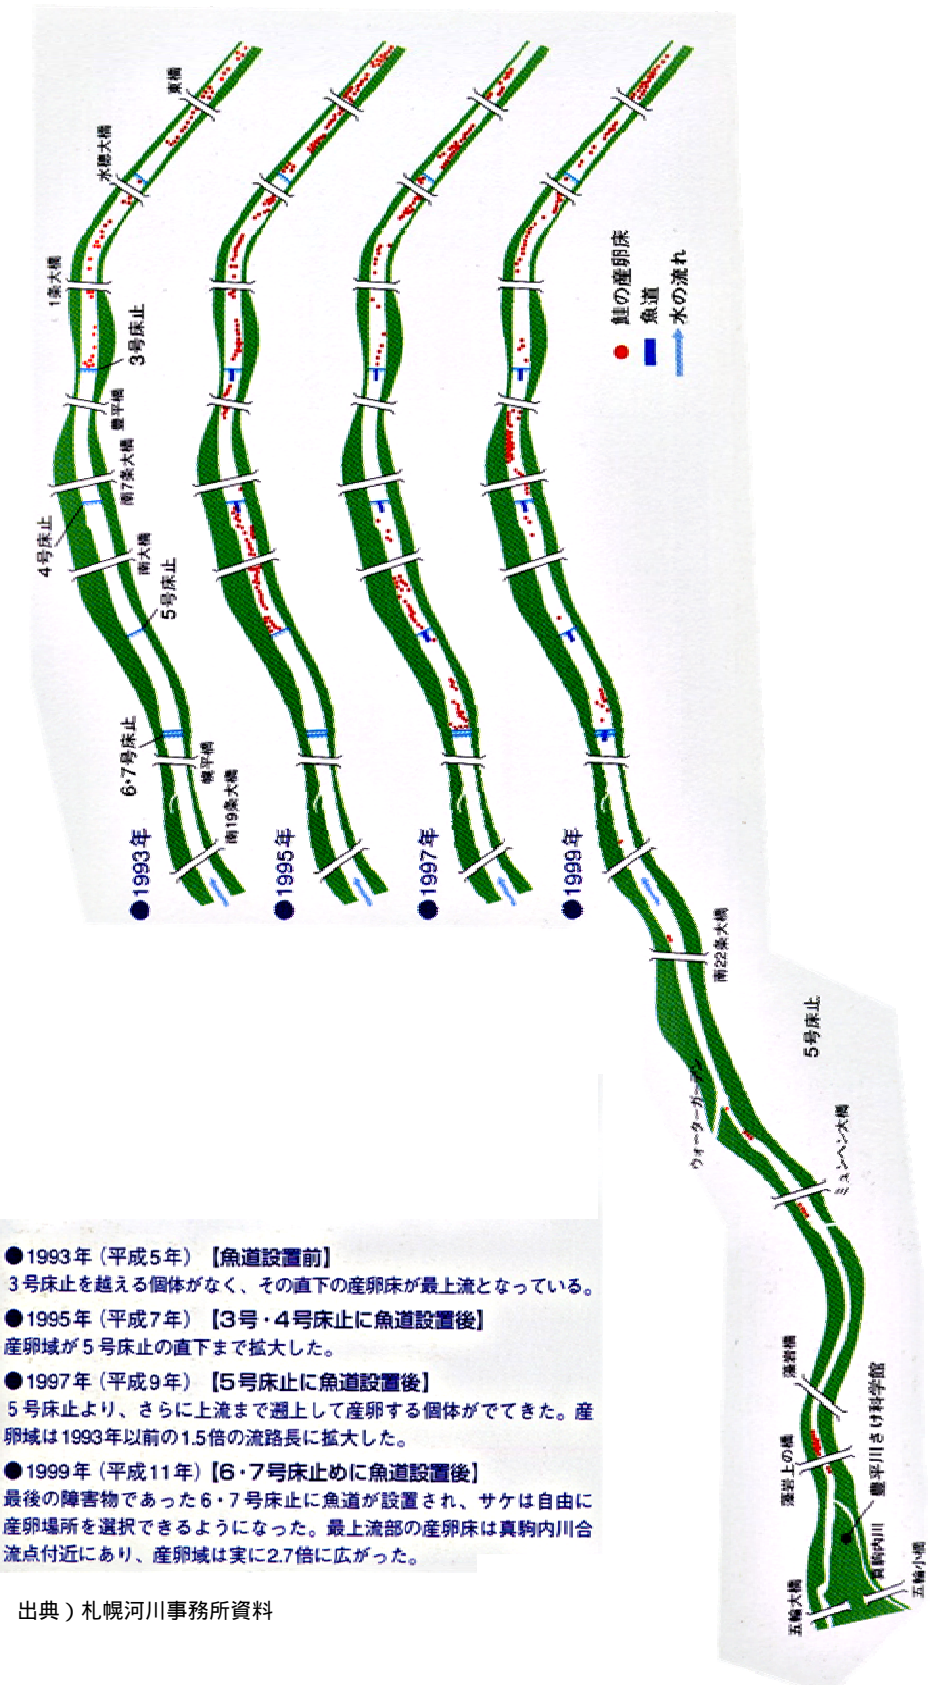 東橋
水穂大橋
1条大橋
3号床止
豊平橋
南7条大橋
4号床止
南大橋
5号床止
6・7号床止
幌平橋
南19条大橋
●1993年
●1995年
●1997年
●1999年
鮭の産卵床
魚道
水の流れ
南22条大橋
5号床止
ウォーターガーデン
ミュンヘン大橋
藻岩橋
藻岩上の橋
豊平川さけ科学館
真駒内川
五輪大橋
五輪小橋
●1993年（平成5年）【魚道設置前】
3号床止を越える個体がなく、その直下の産卵床が最上流となっている。
●1995年（平成7年）【3号・4号床止に魚道設置後】
産卵域が5号床止の直下まで拡大した。
●1997年（平成9年）【5号床止に魚道設置後】
5号床止より、さらに上流まで遡上して産卵する個体がでてきた。産
卵域は1993年以前の1.5倍の流路長に拡大した。
●1999年（平成11年）【6・7号床止めに魚道設置後】
最後の障害物であった6・7号床止に魚道が設置され、サケは自由に
産卵場所を選択できるようになった。最上流部の産卵床は真駒内川合
流点付近にあり、産卵域は実に2.7倍に広がった。
出典）札幌河川事務所資料